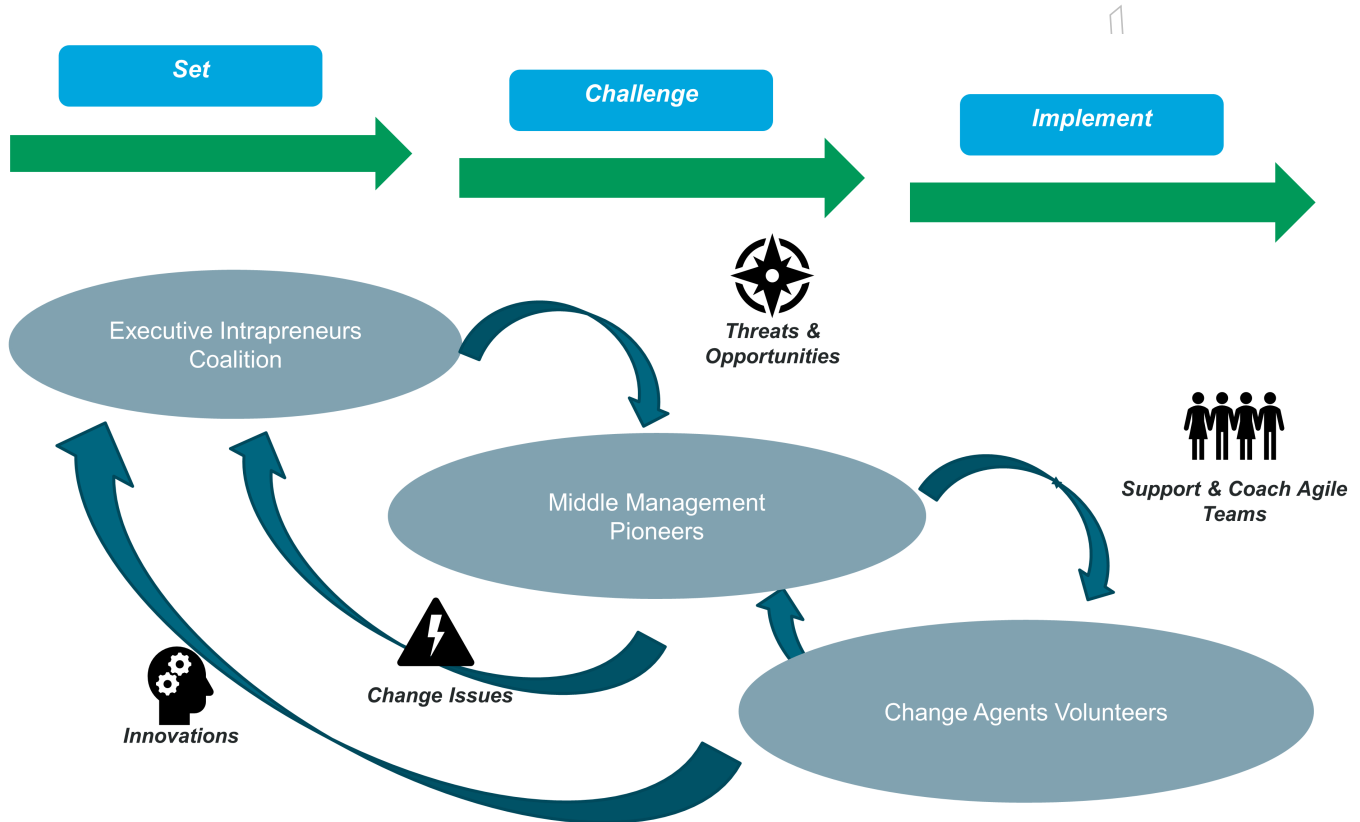 Set
Challenge
Implement
Threats &
Opportunities
Executive Intrapreneurs
Coalition
Support & Coach Agile
Teams
Middle Management
Pioneers
Change Issues
Innovations
Change Agents Volunteers